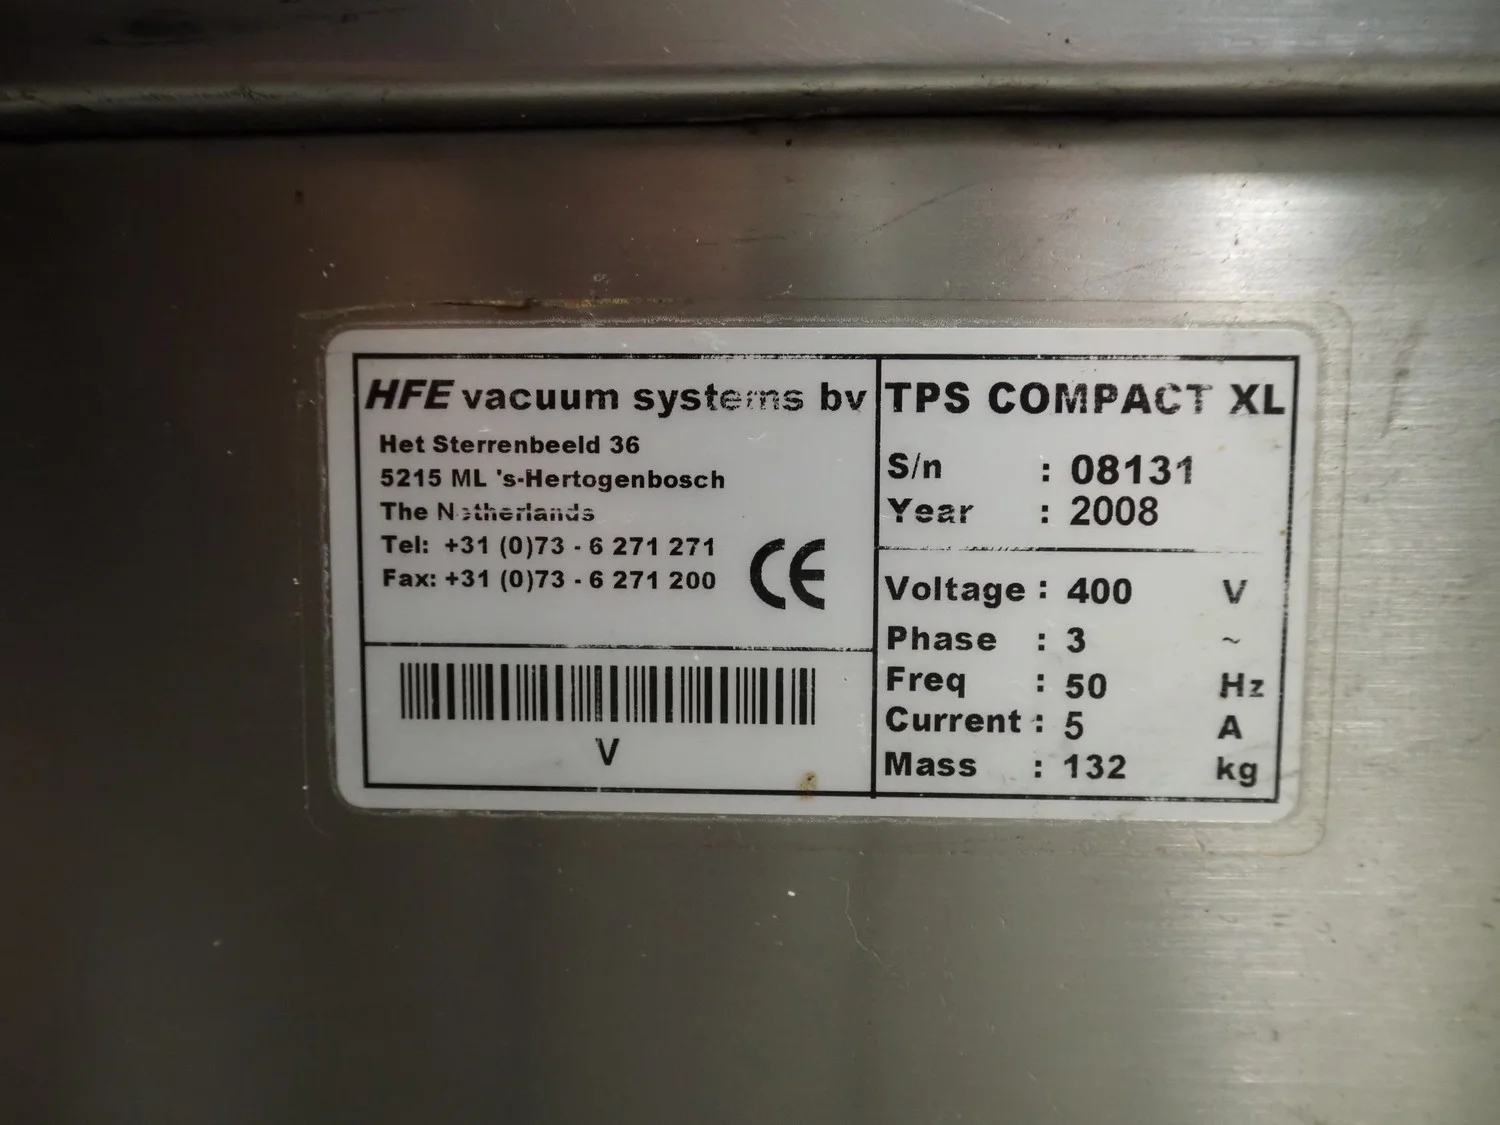 HFE vacuum systems bv
Het Sterrenbeeld 36
5215 ML 's-Hertogenbosch
The Netherlands
Tel: +31 (0)73 - 6 271 271
Fax: +31 (0)73 - 6 271 200
CE
V
TPS COMPACT XL
S/n : 08131
Year : 2008
Voltage : 400 V
Phase : 3 ~
Freq : 50 Hz
Current : 5 A
Mass : 132 kg